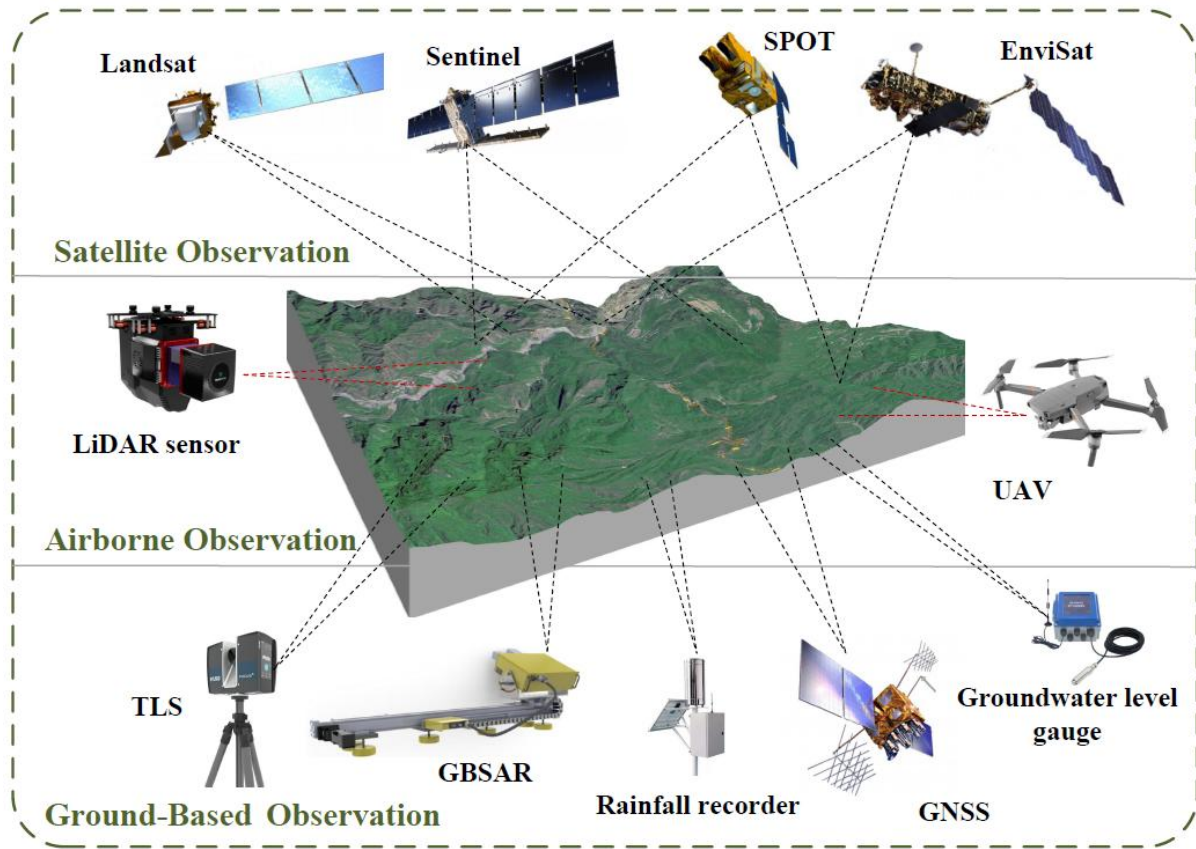 Landsat
Sentinel
SPOT
EnviSat
Satellite Observation
LiDAR sensor
UAV
Airborne Observation
TLS
GBSAR
Rainfall recorder
GNSS
Groundwater level
gauge
Ground-Based Observation